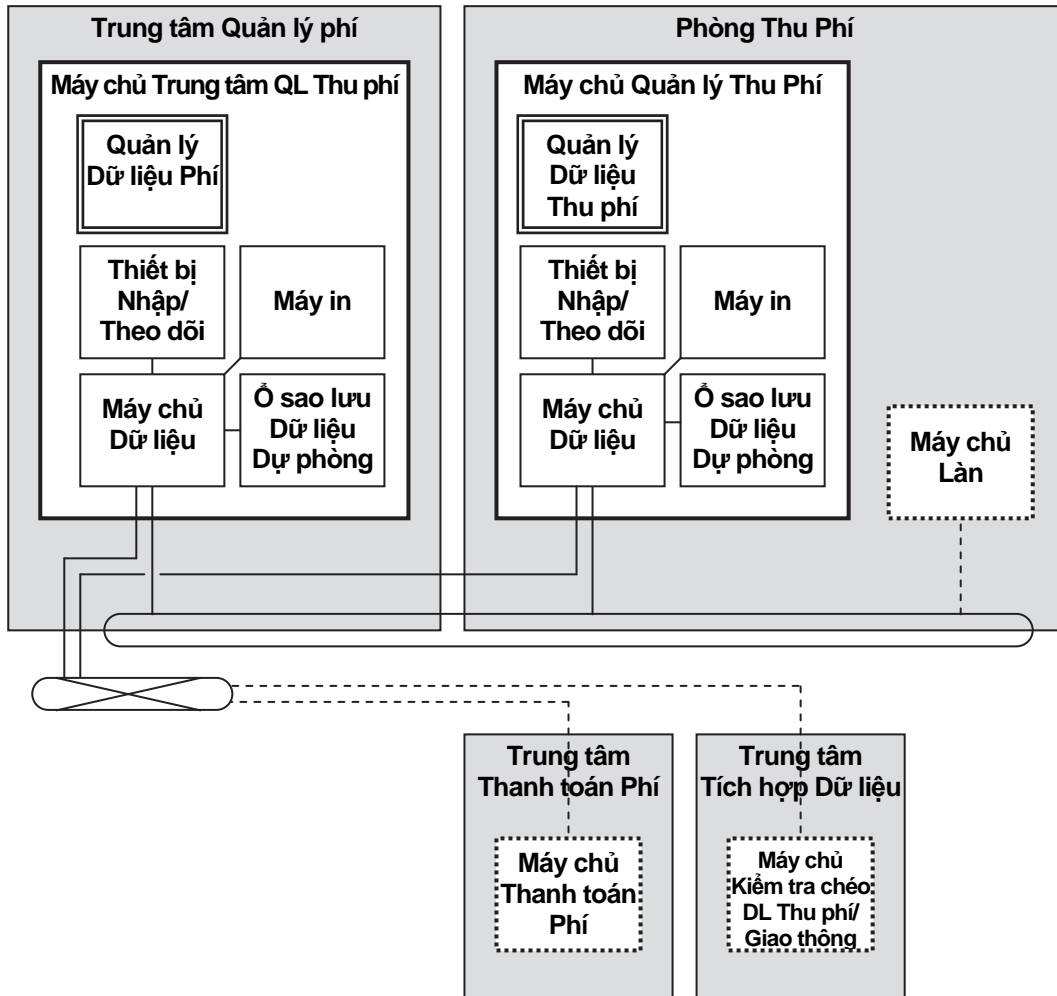 Trung tâm Quản lý phí
Máy chủ Trung tâm QL Thu phí
Quản lý
Dữ liệu Phí
Thiết bị
Nhập/
Theo dõi
Máy in
Máy chủ
Dữ liệu
Ổ sao lưu
Dữ liệu
Dự phòng
Phòng Thu Phí
Máy chủ Quản lý Thu Phí
Quản lý
Dữ liệu
Thu phí
Thiết bị
Nhập/
Theo dõi
Máy in
Máy chủ
Dữ liệu
Ổ sao lưu
Dữ liệu
Dự phòng
Máy chủ
Làn
Trung tâm
Thanh toán Phí
Máy chủ
Thanh toán
Phí
Trung tâm
Tích hợp Dữ liệu
Máy chủ
Kiểm tra chéo
DL Thu phí/
Giao thông